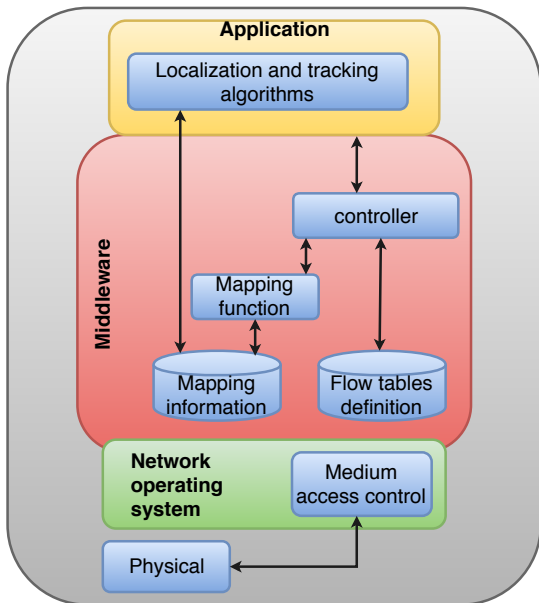 Application
Localization and tracking
algorithms
controller
Middleware
Mapping
function
Mapping
information
Flow tables
definition
Network
operating
system
Medium
access control
Physical